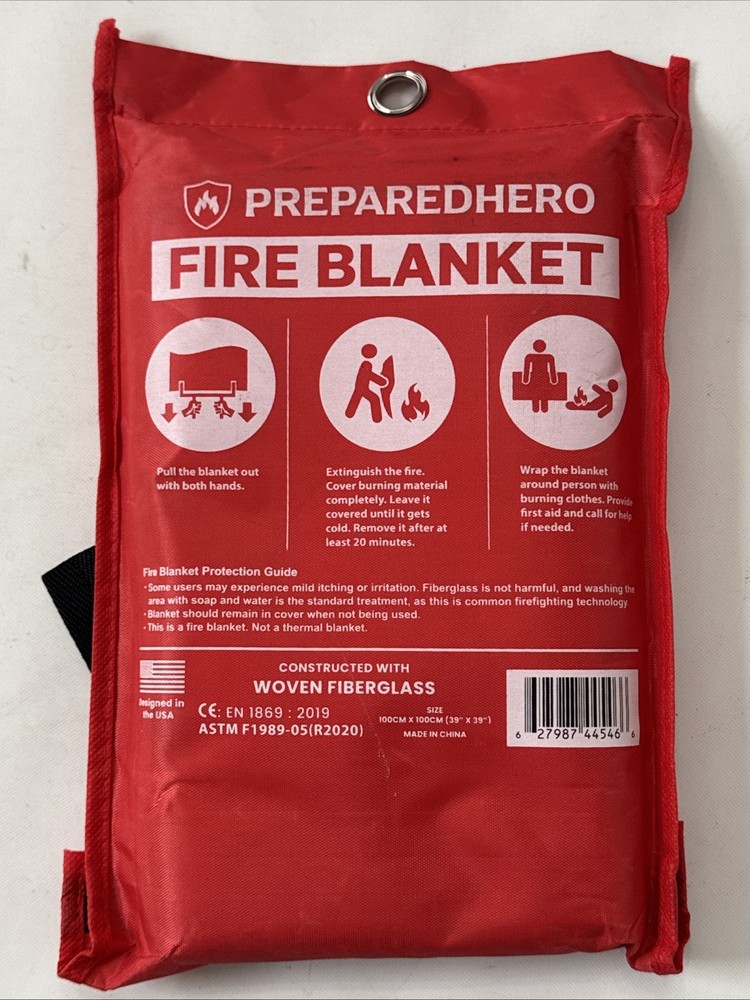 PREPAREDHERO
FIRE BLANKET
Pull the blanket out
with both hands.
Extinguish the fire.
Cover burning material
completely. Leave it
covered until it gets
cold. Remove it after at
least 20 minutes.
Wrap the blanket
around person with
burning clothes. Provide
first aid and call for help
if needed.
Fire Blanket Protection Guide
·Some users may experience mild itching or irritation. Fiberglass is not harmful, and washing the
area with soap and water is the standard treatment, as this is common firefighting technology.
·Blanket should remain in cover when not being used.
·This is a fire blanket. Not a thermal blanket.
Designed in
the USA
CONSTRUCTED WITH
WOVEN FIBERGLASS
CE: EN 1869 : 2019
ASTM F1989-05(R2020)
SIZE
100CM X 100CM (39" X 39")
MADE IN CHINA
6 27987 44546 6